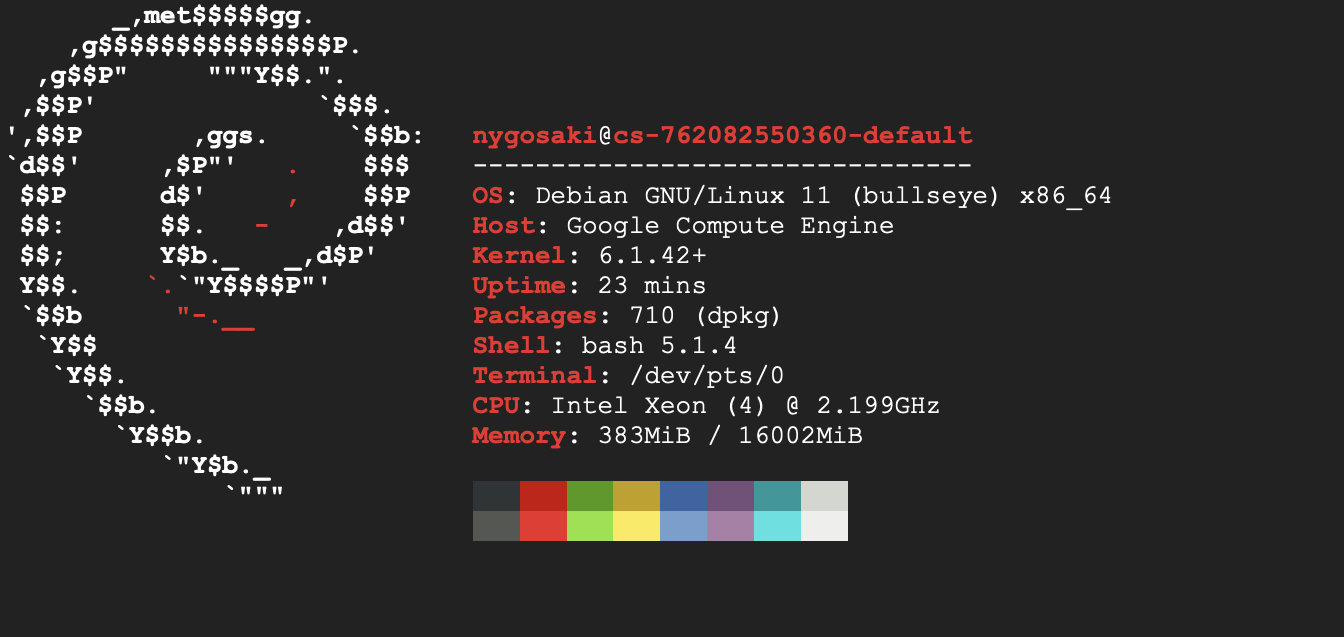 _,met$$$$$gg.
,g$$$$$$$$$$$$$$$P.
,g$$P"     """Y$$.".
,$$P'               `$$$.
',$$P       ,ggs.     `$$b:
`d$$'     ,$P"'   .    $$$
$$P      d$'     ,    $$P
$$:      $$.   -    ,d$$'
$$;      Y$b._   _,d$P'
Y$$.    `.`"Y$$$$P"'
`$$b      "-.__
`Y$$
`Y$$.
`$$b.
`Y$$b.
`"Y$b._
`"""
nygosaki@cs-762082550360-default
--------------------------------
OS: Debian GNU/Linux 11 (bullseye) x86_64
Host: Google Compute Engine
Kernel: 6.1.42+
Uptime: 23 mins
Packages: 710 (dpkg)
Shell: bash 5.1.4
Terminal: /dev/pts/0
CPU: Intel Xeon (4) @ 2.199GHz
Memory: 383MiB / 16002MiB